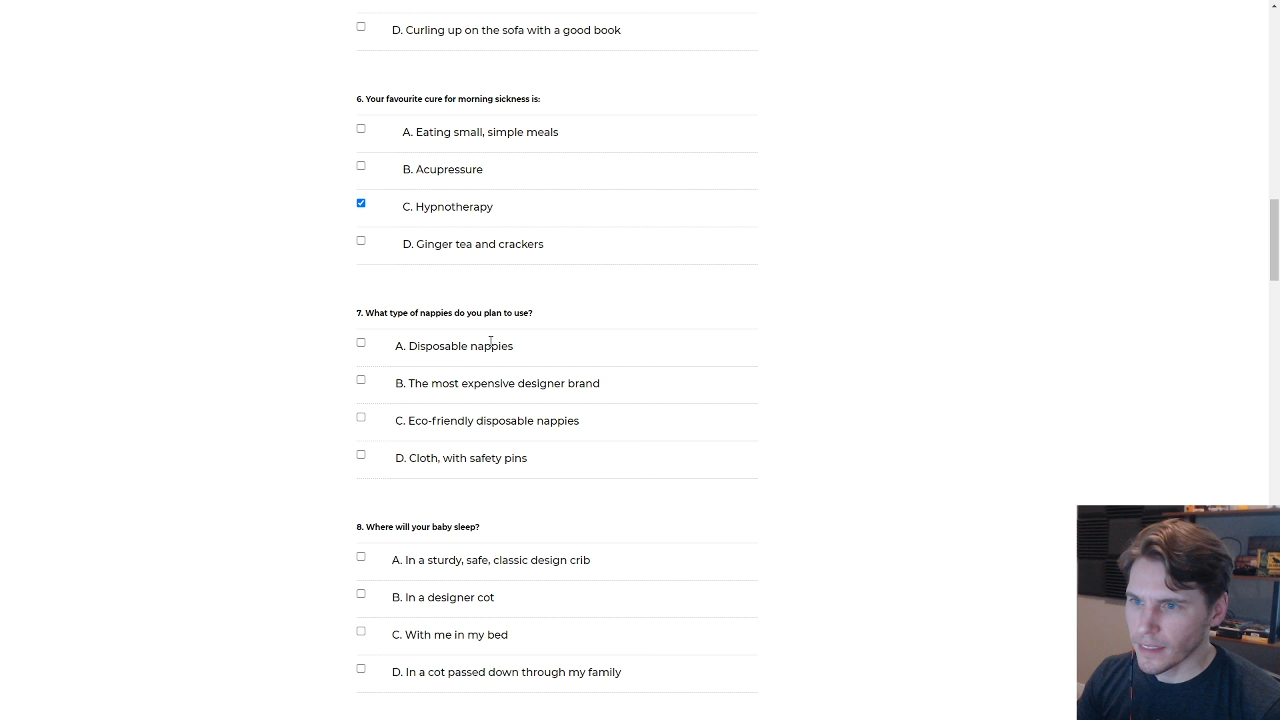 D. Curling up on the sofa with a good book
6. Your favourite cure for morning sickness is:
A. Eating small, simple meals
B. Acupressure
C. Hypnotherapy
D. Ginger tea and crackers
7. What type of nappies do you plan to use?
A. Disposable nappies
B. The most expensive designer brand
C. Eco-friendly disposable nappies
D. Cloth, with safety pins
8. Where will your baby sleep?
A. In a sturdy, safe, classic design crib
B. In a designer cot
C. With me in my bed
D. In a cot passed down through my family